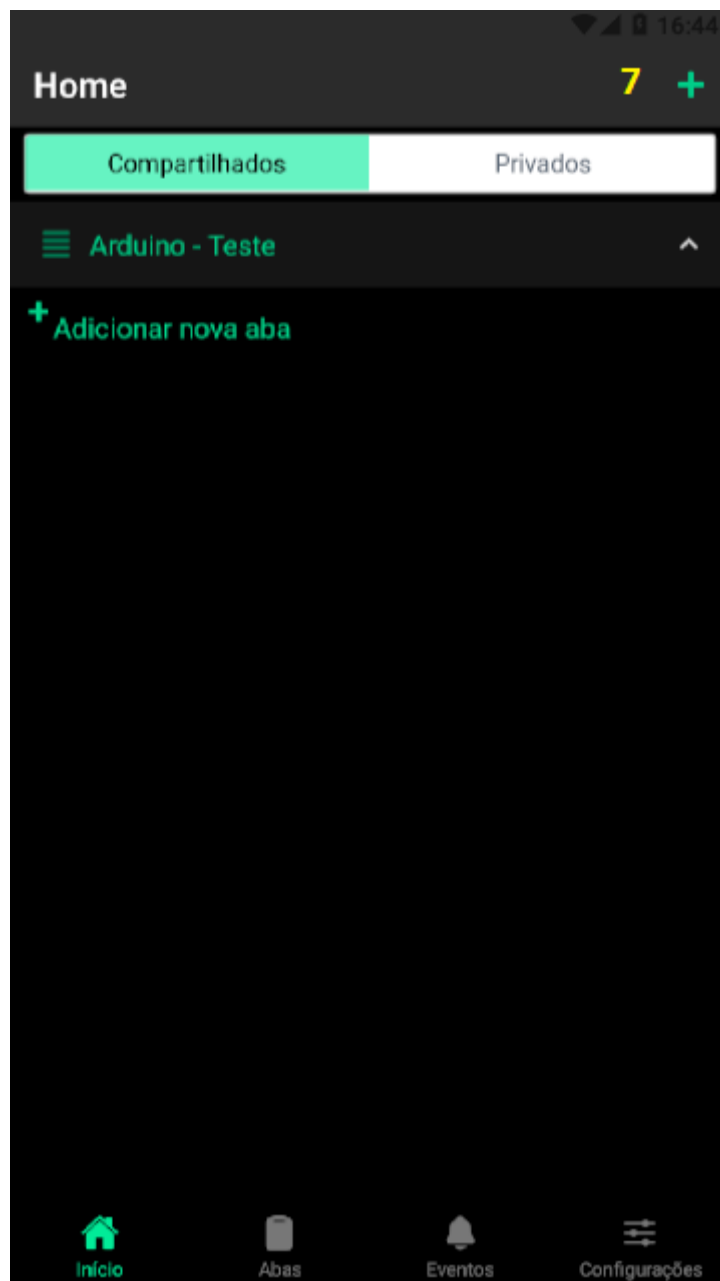 16:44
Home 7 +
Compartilhados Privados
Arduino - Teste
+ Adicionar nova aba
Início Abas Eventos Configurações